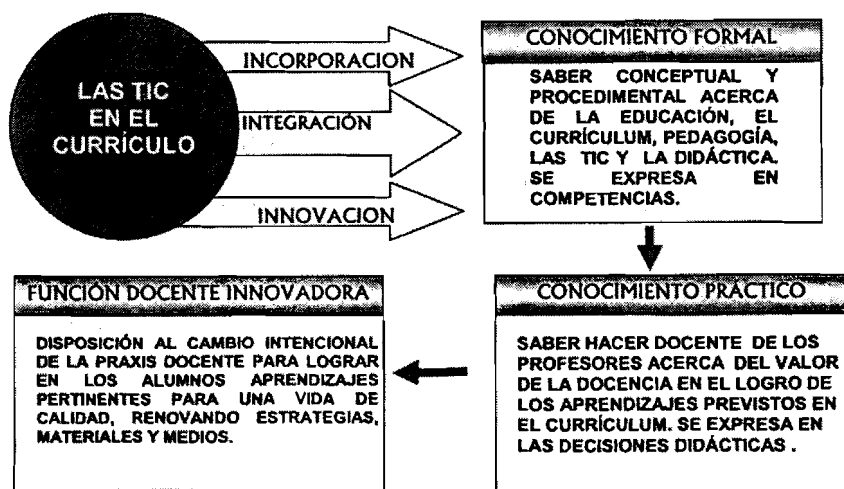 LAS TIC
EN EL
CURRÍCULO
INCORPORACION
INTEGRACIÓN
INNOVACION
CONOCIMIENTO FORMAL
SABER CONCEPTUAL Y
PROCEDIMENTAL ACERCA
DE LA EDUCACIÓN, EL
CURRÍCULUM, PEDAGOGÍA,
LAS TIC Y LA DIDÁCTICA.
SE EXPRESA EN
COMPETENCIAS.
CONOCIMIENTO PRÁCTICO
SABER HACER DOCENTE DE LOS
PROFESORES ACERCA DEL VALOR
DE LA DOCENCIA EN EL LOGRO DE
LOS APRENDIZAJES PREVISTOS EN
EL CURRÍCULUM. SE EXPRESA EN
LAS DECISIONES DIDÁCTICAS .
FUNCIÓN DOCENTE INNOVADORA
DISPOSICIÓN AL CAMBIO INTENCIONAL
DE LA PRAXIS DOCENTE PARA LOGRAR
EN LOS ALUMNOS APRENDIZAJES
PERTINENTES PARA UNA VIDA DE
CALIDAD, RENOVANDO ESTRATEGIAS,
MATERIALES Y MEDIOS.